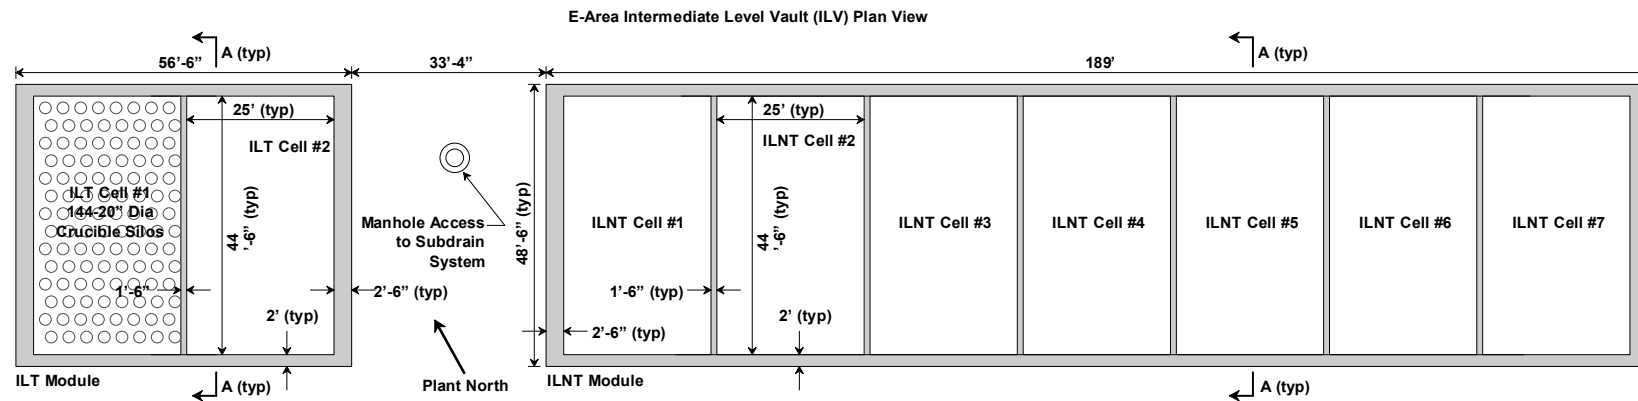 E-Area Intermediate Level Vault (ILV) Plan View
A (typ)
A (typ)
56’-6”
33’-4”
189’
25’ (typ)
ILT Cell #2
ILT Cell #1
144-20” Dia
Crucible Silos
44
’-6” (typ)
1’-6”
2’ (typ)
2’-6” (typ)
Manhole Access
to Subdrain
System
Plant North
48’-6” (typ)
25’ (typ)
ILNT Cell #2
ILNT Cell #1
44
’-6” (typ)
ILNT Cell #3
ILNT Cell #4
ILNT Cell #5
ILNT Cell #6
ILNT Cell #7
1’-6” (typ)
2’ (typ)
2’-6” (typ)
ILT Module
A (typ)
ILNT Module
A (typ)